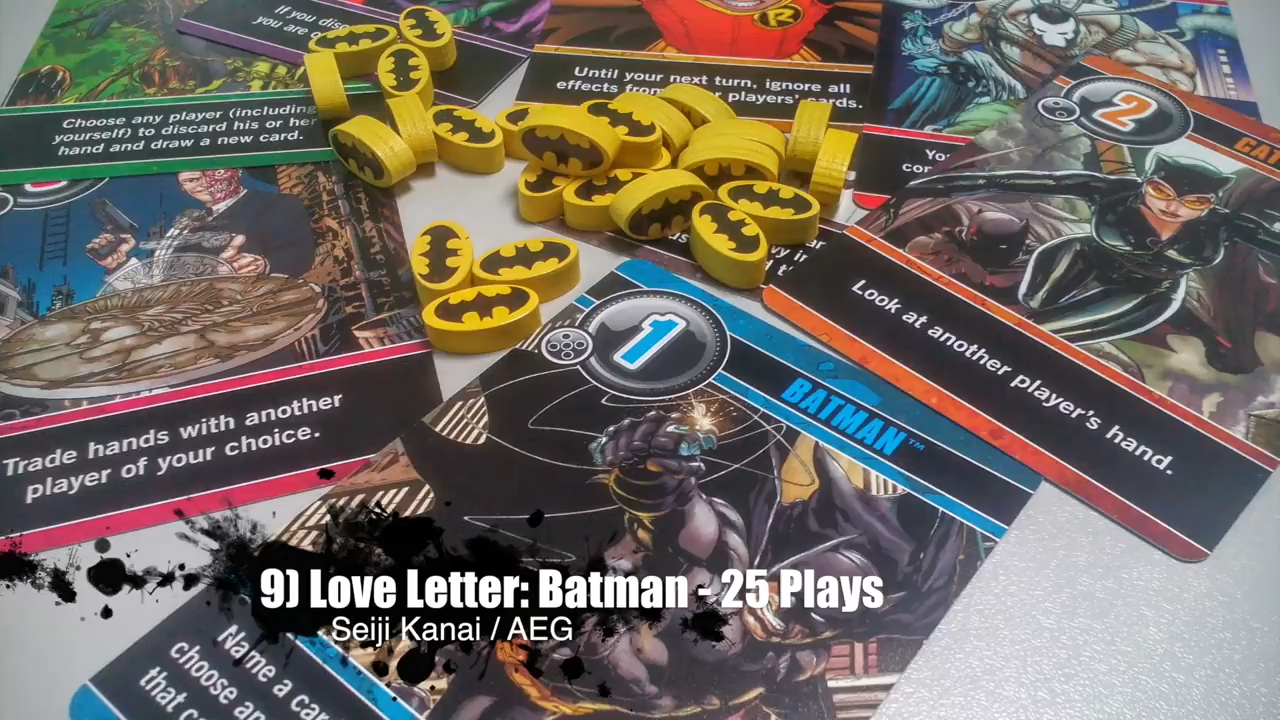 If you disc
you are o
R
Until your next turn, ignore all
effects from players' cards.
Choose any player (including
yourself) to discard his or her
hand and draw a new card.
2
CAT
Look at another player's hand.
Trade hands with another
player of your choice.
1
BATMAN™
9) Love Letter: Batman - 25 Plays
Seiji Kanai / AEG
Name a car
choose an
that c